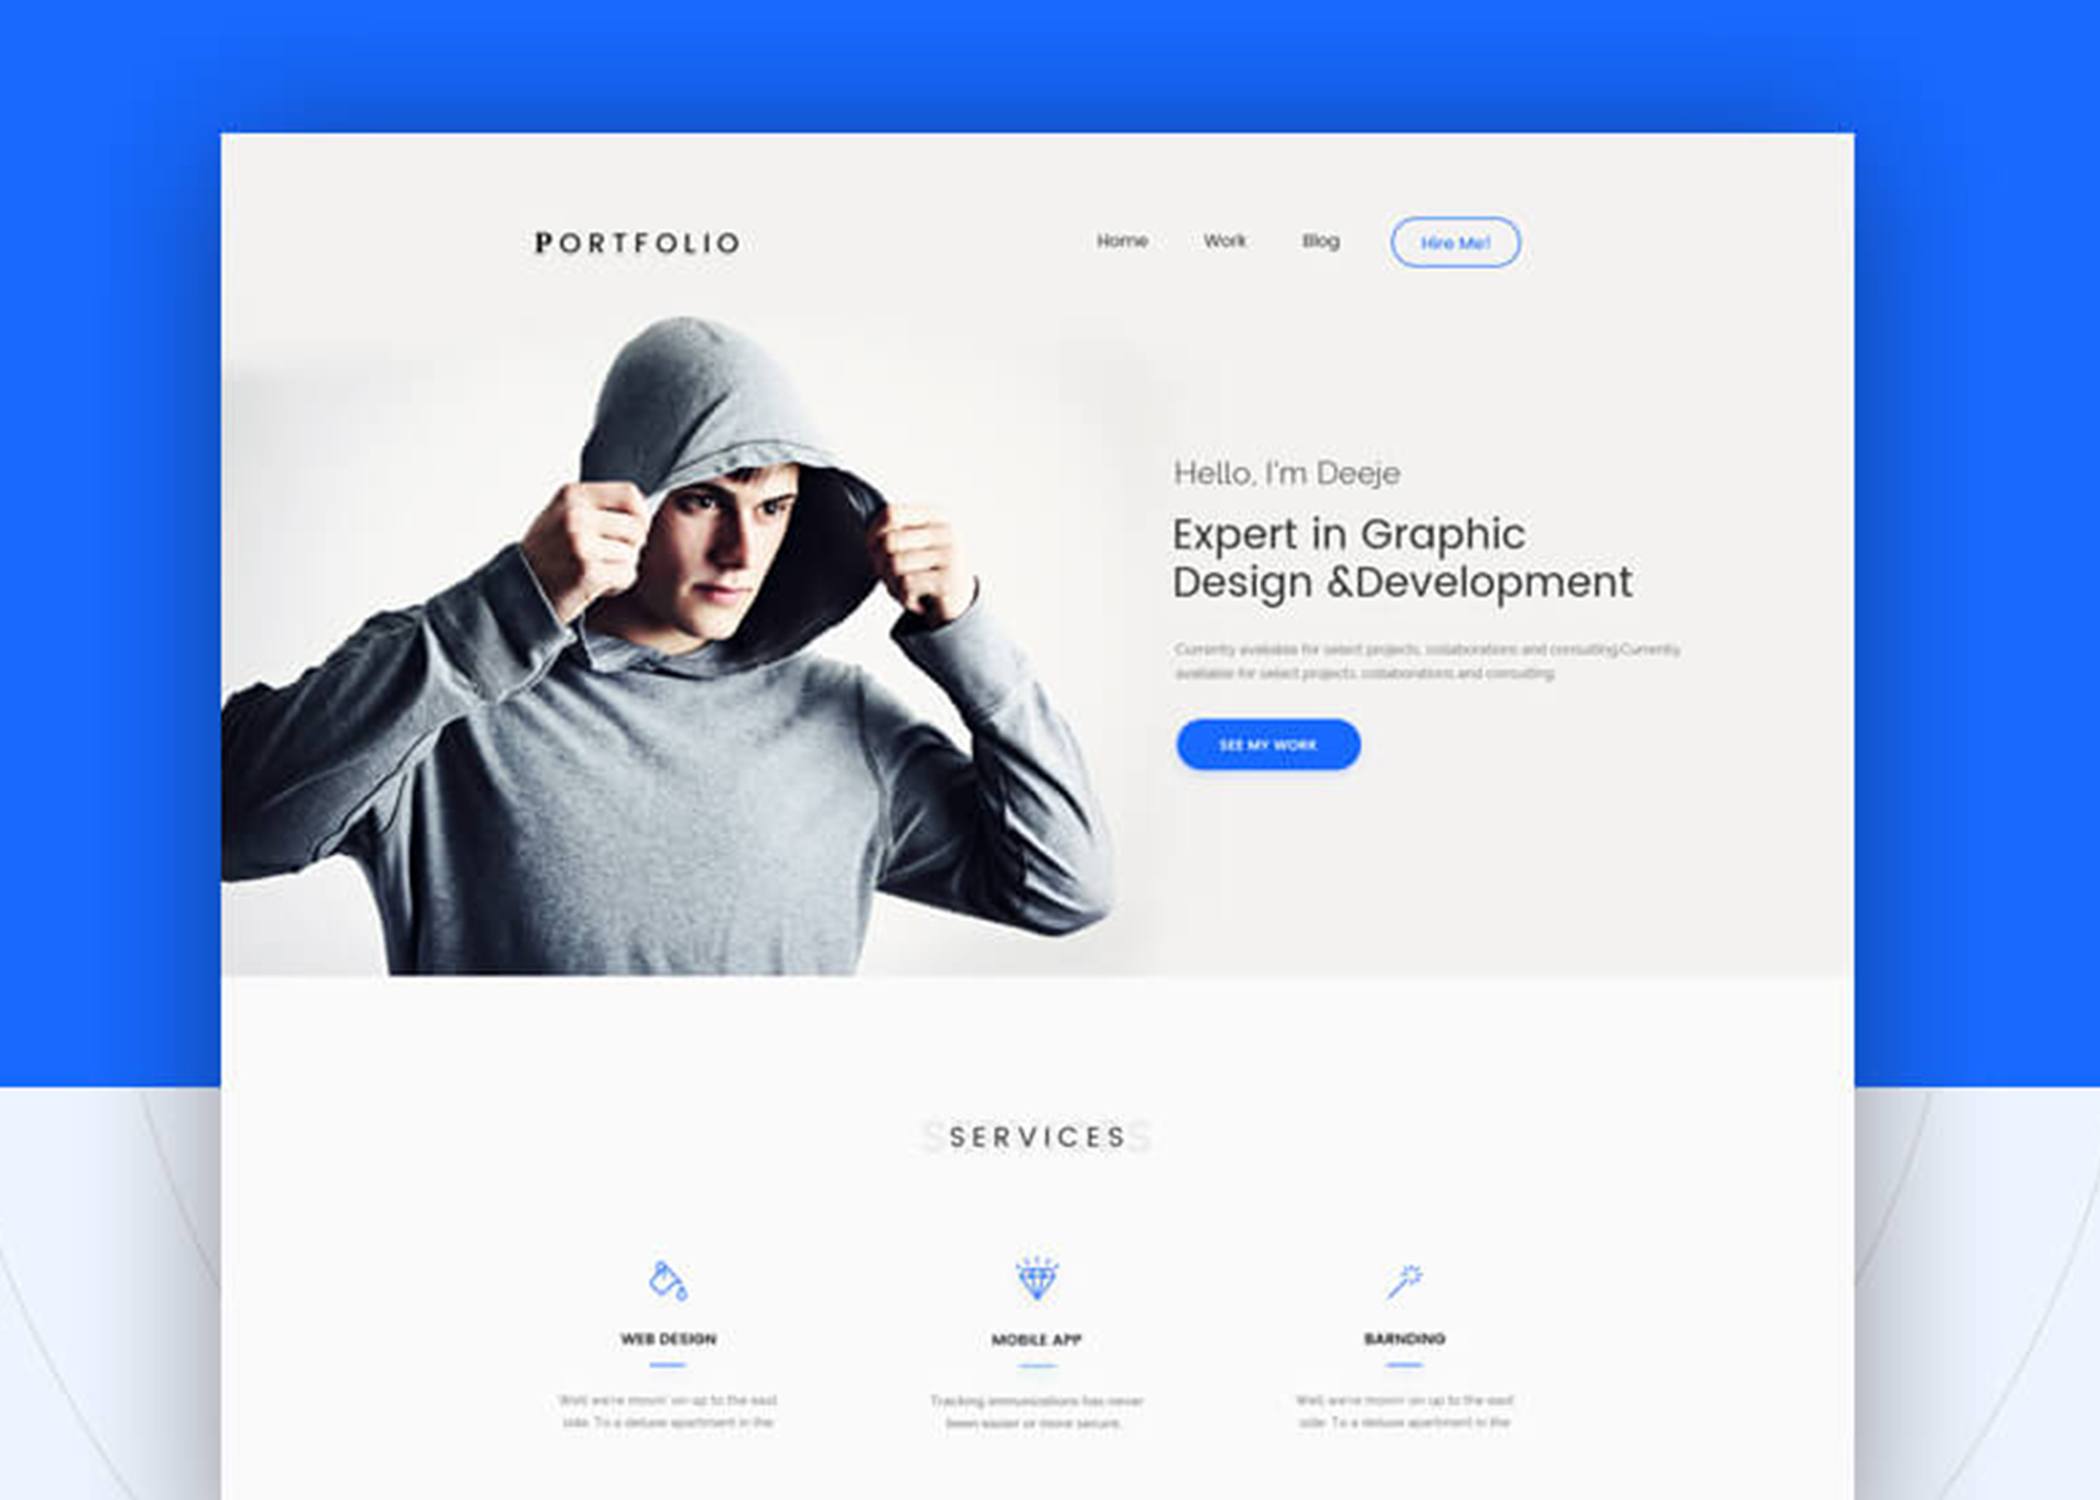 PORTFOLIO
Home Work Blog Hire Me!
Hello, I'm Deeje
Expert in Graphic
Design &Development
Currently available for select projects, collaborations and consulting.Currently
available for select projects, collaborations and consulting.
SEE MY WORK
S SERVICES S
WEB DESIGN
MOBILE APP
BARNDING
Well we're movin' on up to the east
side. To a deluxe apartment in the
Tracking immunizations has never
been easier or more secure.
Well we're movin' on up to the east
side. To a deluxe apartment in the